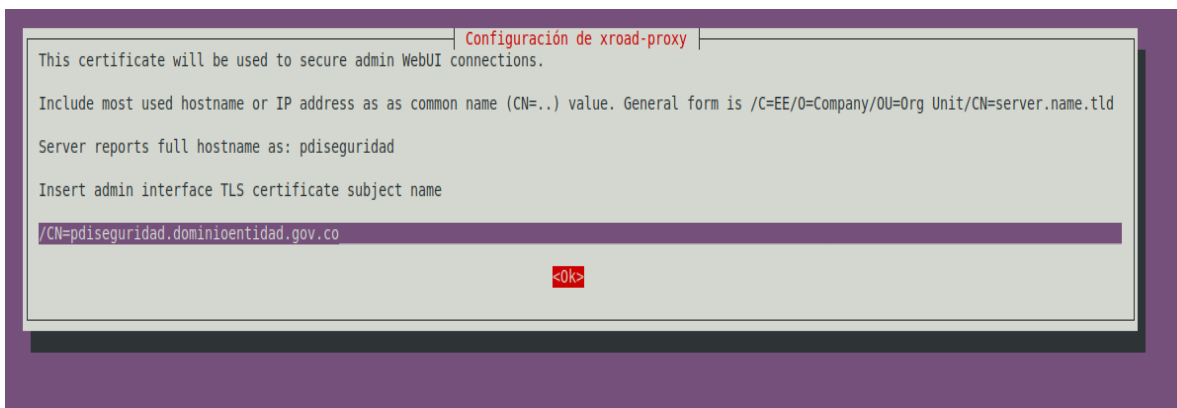 Configuración de xroad-proxy
This certificate will be used to secure admin WebUI connections.
Include most used hostname or IP address as as common name (CN=..) value. General form is /C=EE/O=Company/OU=Org Unit/CN=server.name.tld
Server reports full hostname as: pdiseguridad
Insert admin interface TLS certificate subject name
/CN=pdiseguridad.dominioentidad.gov.co
<Ok>